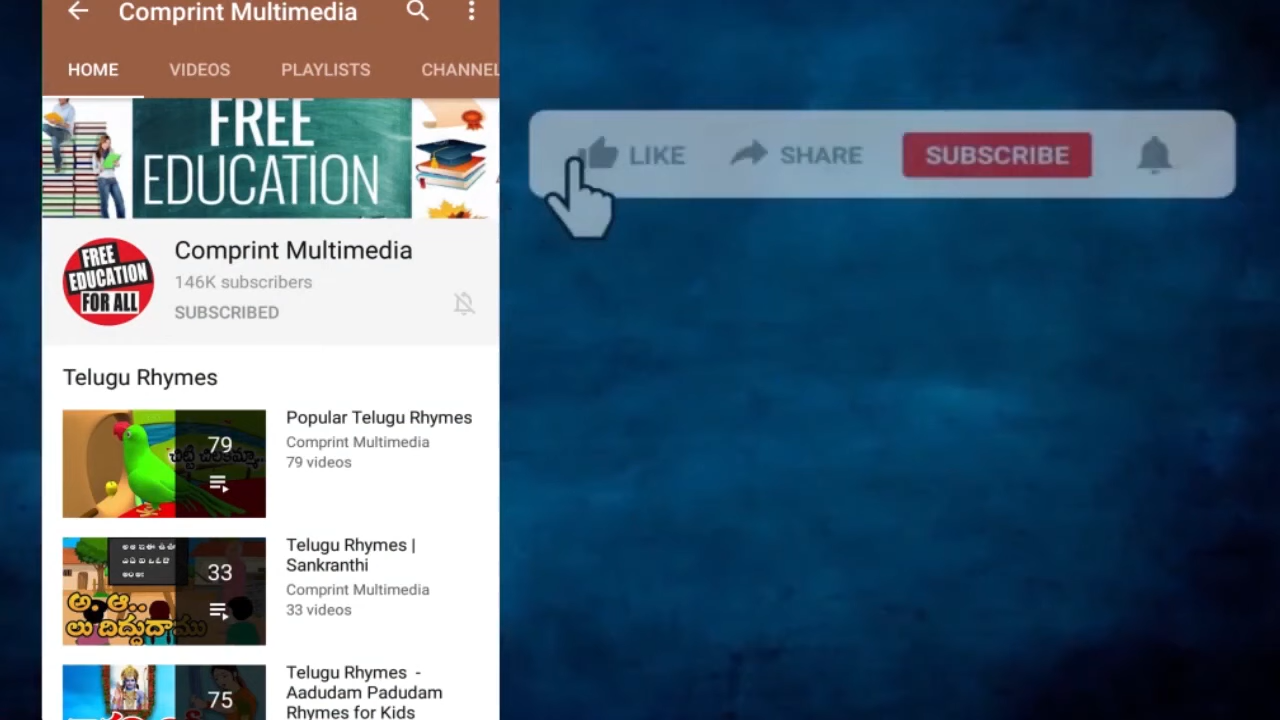 Comprint Multimedia
HOME VIDEOS PLAYLISTS CHANNEL
FREE
EDUCATION
LIKE SHARE SUBSCRIBE
FREE
EDUCATION
FOR ALL
Comprint Multimedia
146K subscribers
SUBSCRIBED
Telugu Rhymes
79
చిట్టి చిలకమ్మా..
Popular Telugu Rhymes
Comprint Multimedia
79 videos
33
అ. ఆ..
లు దిద్దుదాము
Telugu Rhymes |
Sankranthi
Comprint Multimedia
33 videos
75
Telugu Rhymes -
Aadudam Padudam
Rhymes for Kids